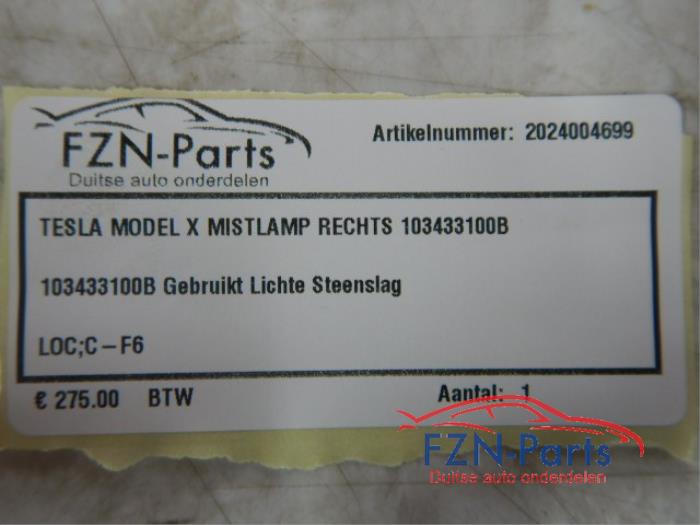 FZN-Parts
Duitse auto onderdelen
Artikelnummer: 2024004699
TESLA MODEL X MISTLAMP RECHTS 103433100B
103433100B Gebruikt Lichte Steenslag
LOC;C-F6
€ 275.00 BTW
Aantal: 1
FZN-Parts
Duitse auto onderdelen